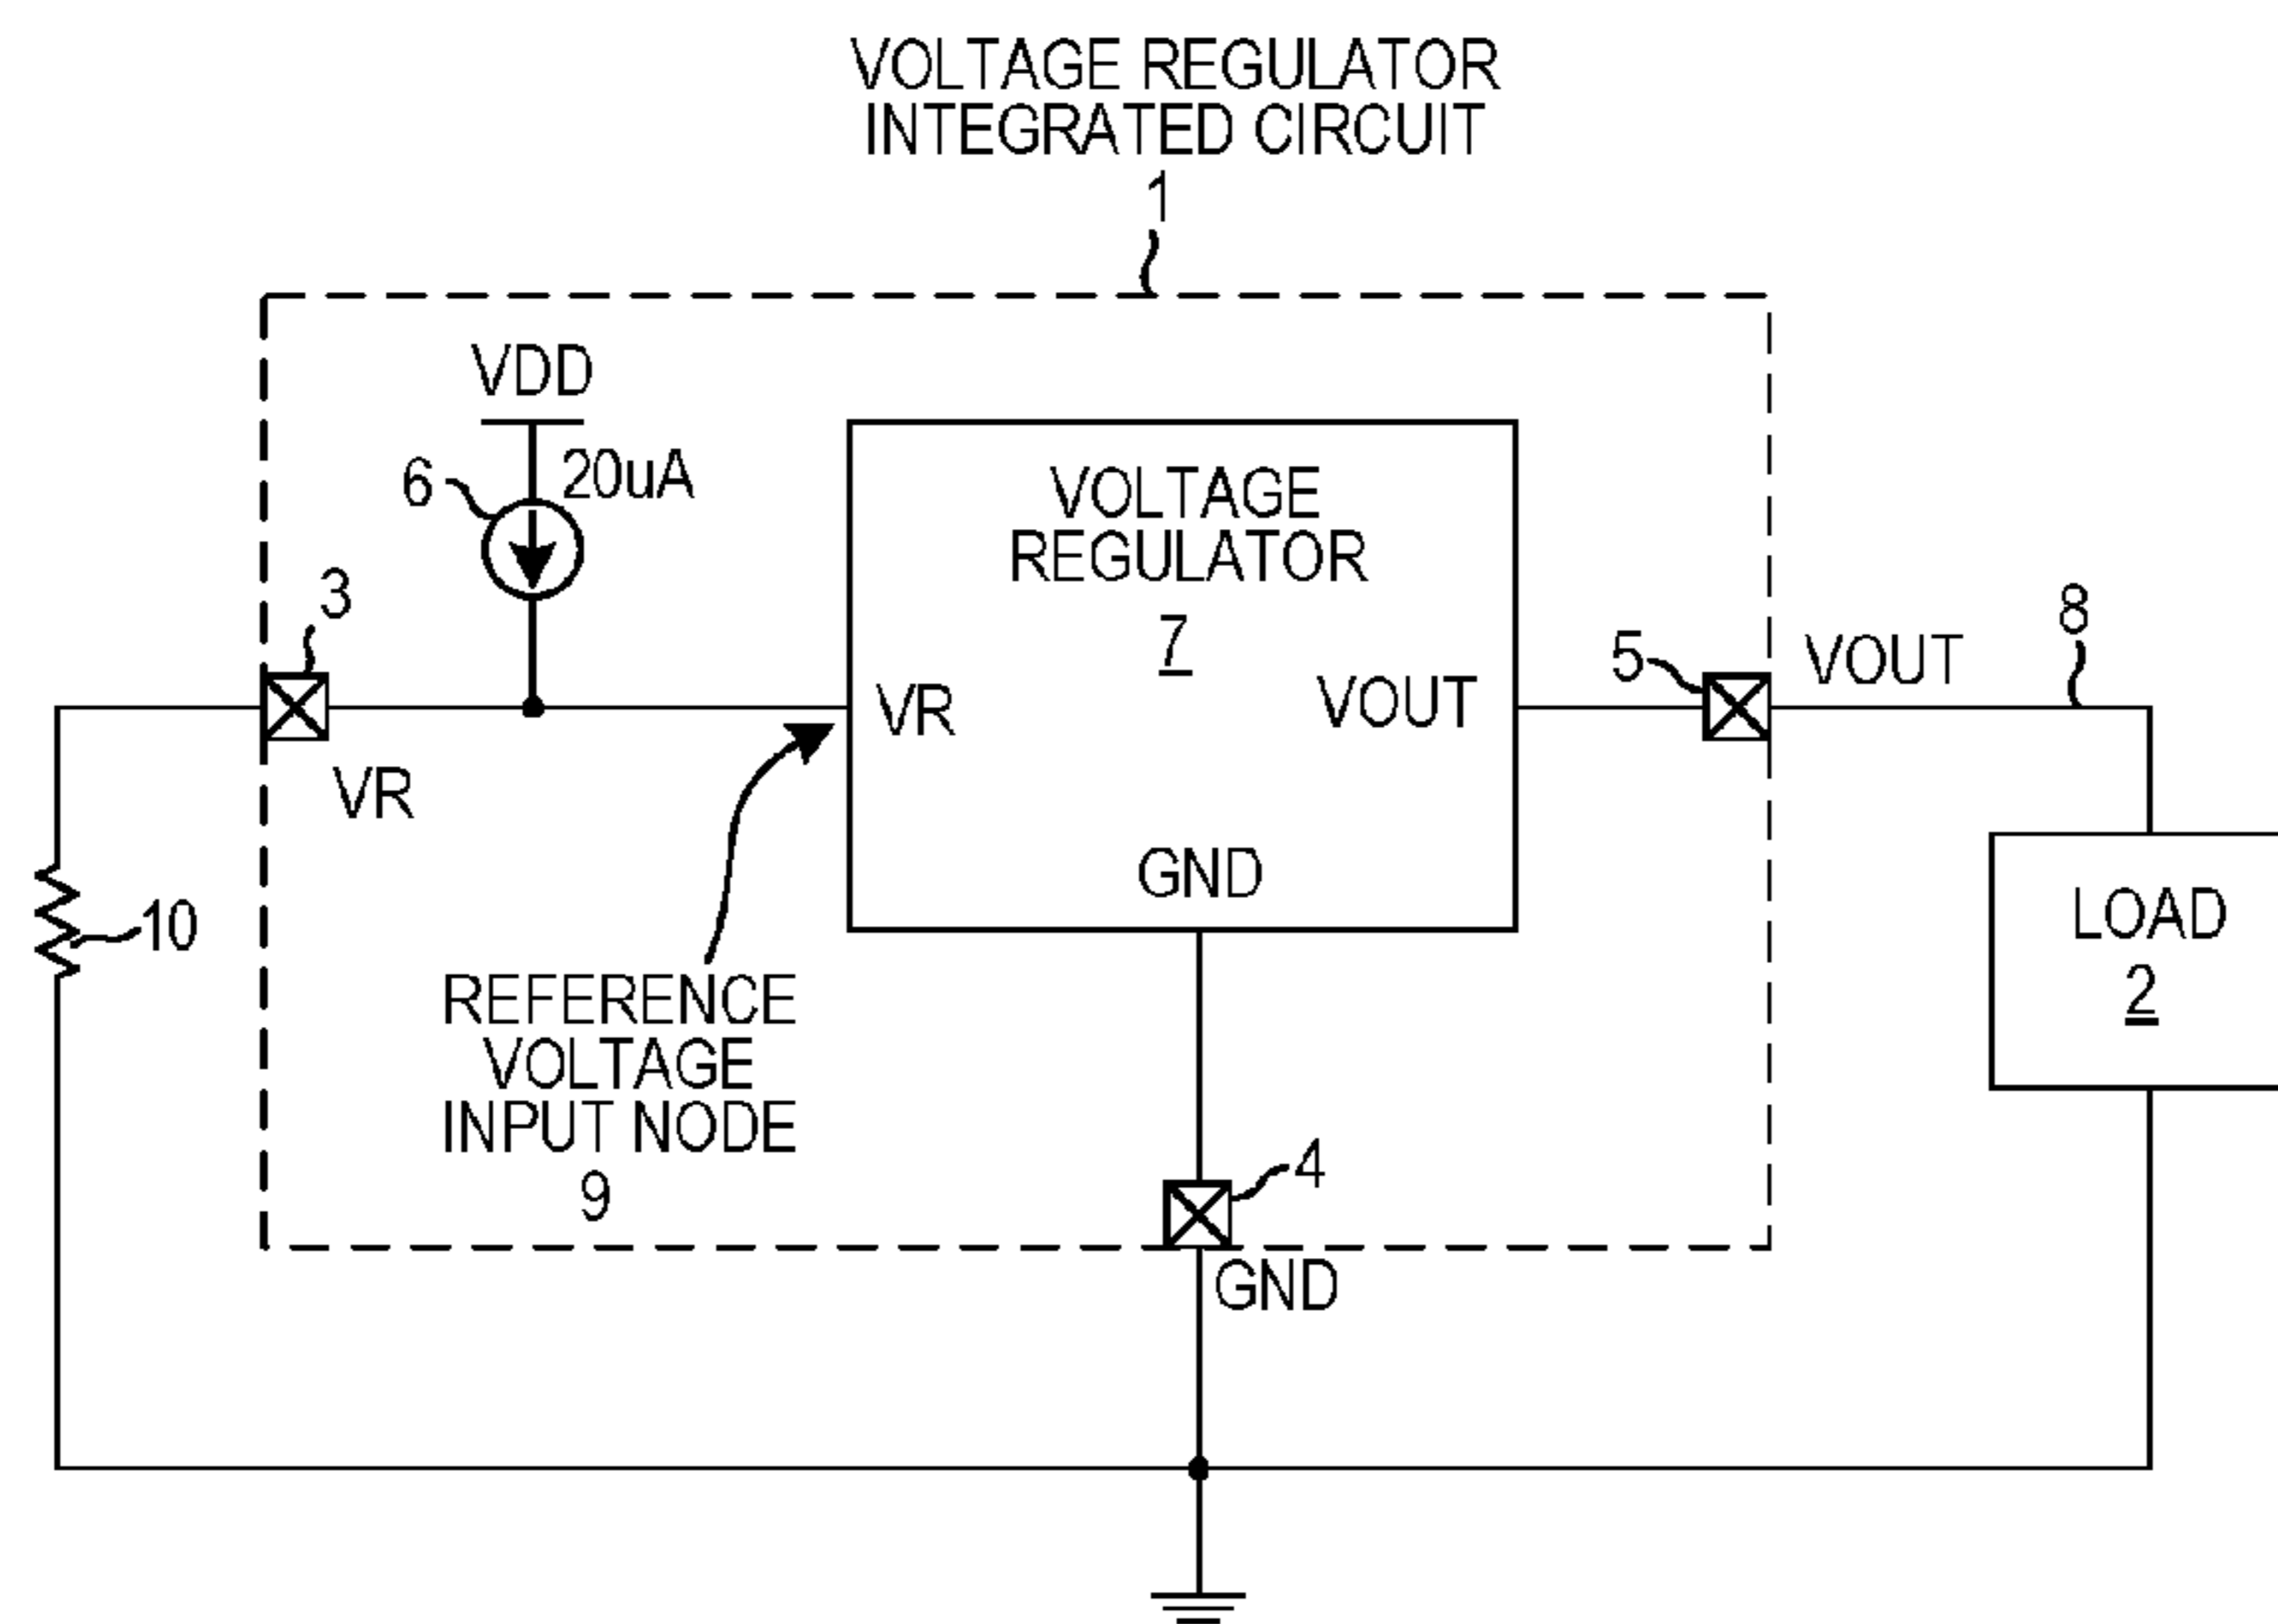 VOLTAGE REGULATOR
INTEGRATED CIRCUIT
1
VDD
6
20uA
3
VOLTAGE
REGULATOR
7
VR
VOUT
GND
5
VOUT
8
VR
10
REFERENCE
VOLTAGE
INPUT NODE
9
LOAD
2
4
GND